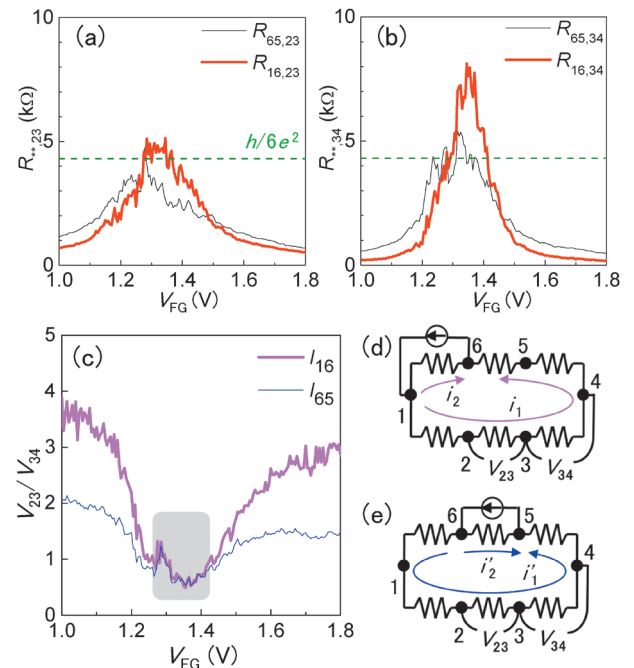 (a)
R65,23
R16,23
h/6e²
R**,23 (kΩ)
10
5
0
1.0 1.2 1.4 1.6 1.8
VFG (V)
(b)
R65,34
R16,34
R**,34 (kΩ)
10
5
0
1.0 1.2 1.4 1.6 1.8
VFG (V)
(c)
I16
I65
V23/ V34
5
4
3
2
1
0
1.0 1.2 1.4 1.6 1.8
VFG (V)
(d)
6 5
1 i2 i1 4
2 V23 3 V34
(e)
6 5
1 i'2 i'1 4
2 V23 3 V34